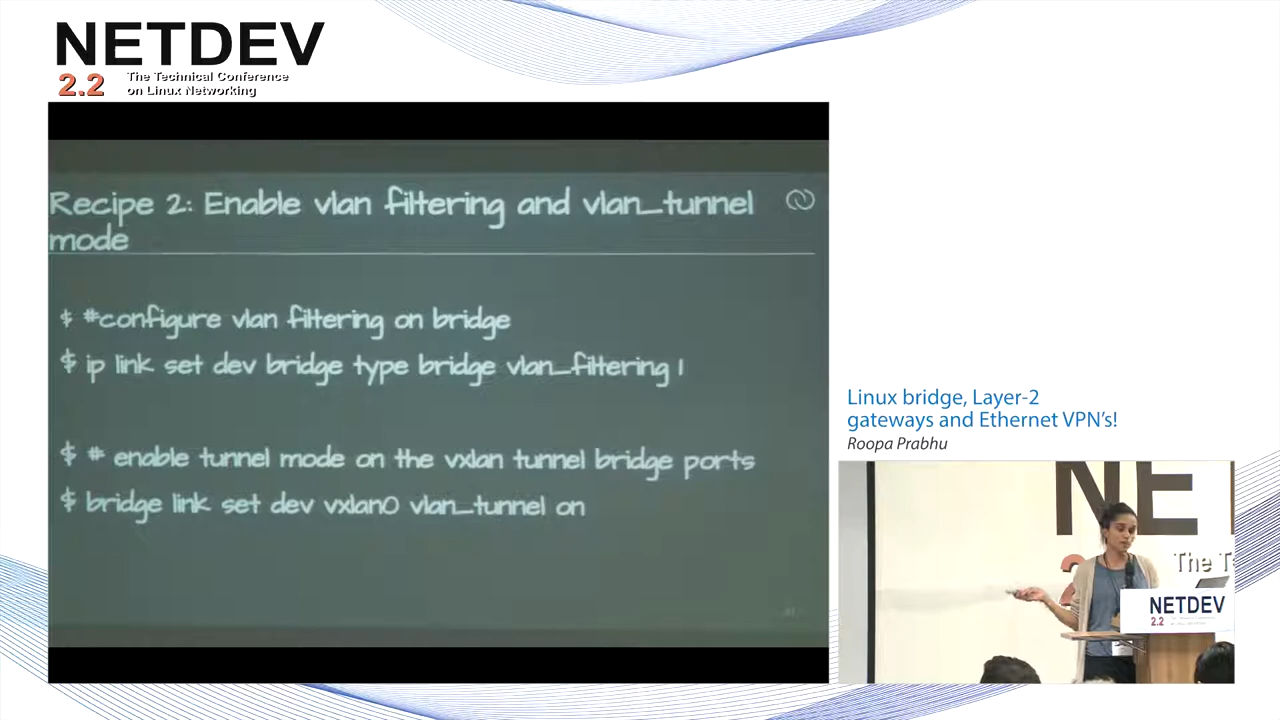 NETDEV
2.2 The Technical Conference
on Linux Networking
Recipe 2: Enable vlan filtering and vlan_tunnel
mode
$ #configure vlan filtering on bridge
$ ip link set dev bridge type bridge vlan_filtering 1
$ # enable tunnel mode on the vxlan tunnel bridge ports
$ bridge link set dev vxlan0 vlan_tunnel on
Linux bridge, Layer-2
gateways and Ethernet VPN's!
Roopa Prabhu
NE
2
The Te
NETDEV
2.2